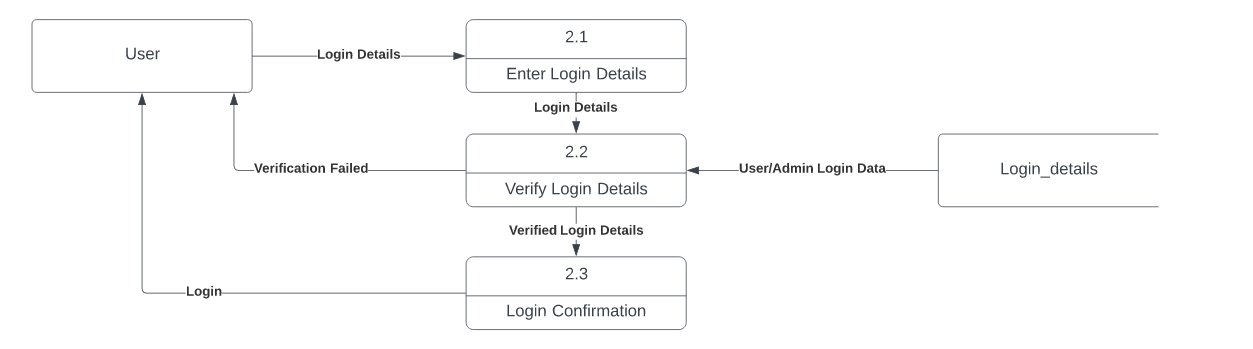 User
Login Details
2.1
Enter Login Details
Login Details
2.2
Verify Login Details
Verification Failed
User/Admin Login Data
Login_details
Verified Login Details
2.3
Login Confirmation
Login